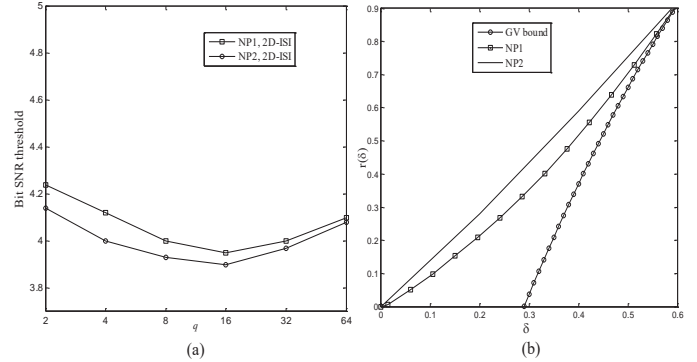 5
4.8
4.6
4.4
4.2
4
3.8
Bit SNR threshold
NP1, 2D-ISI
NP2, 2D-ISI
2
4
8
16
32
64
q
(a)
0.9
0.8
0.7
0.6
0.5
0.4
0.3
0.2
0.1
0
r(δ)
GV bound
NP1
NP2
0
0.1
0.2
0.3
0.4
0.5
0.6
δ
(b)